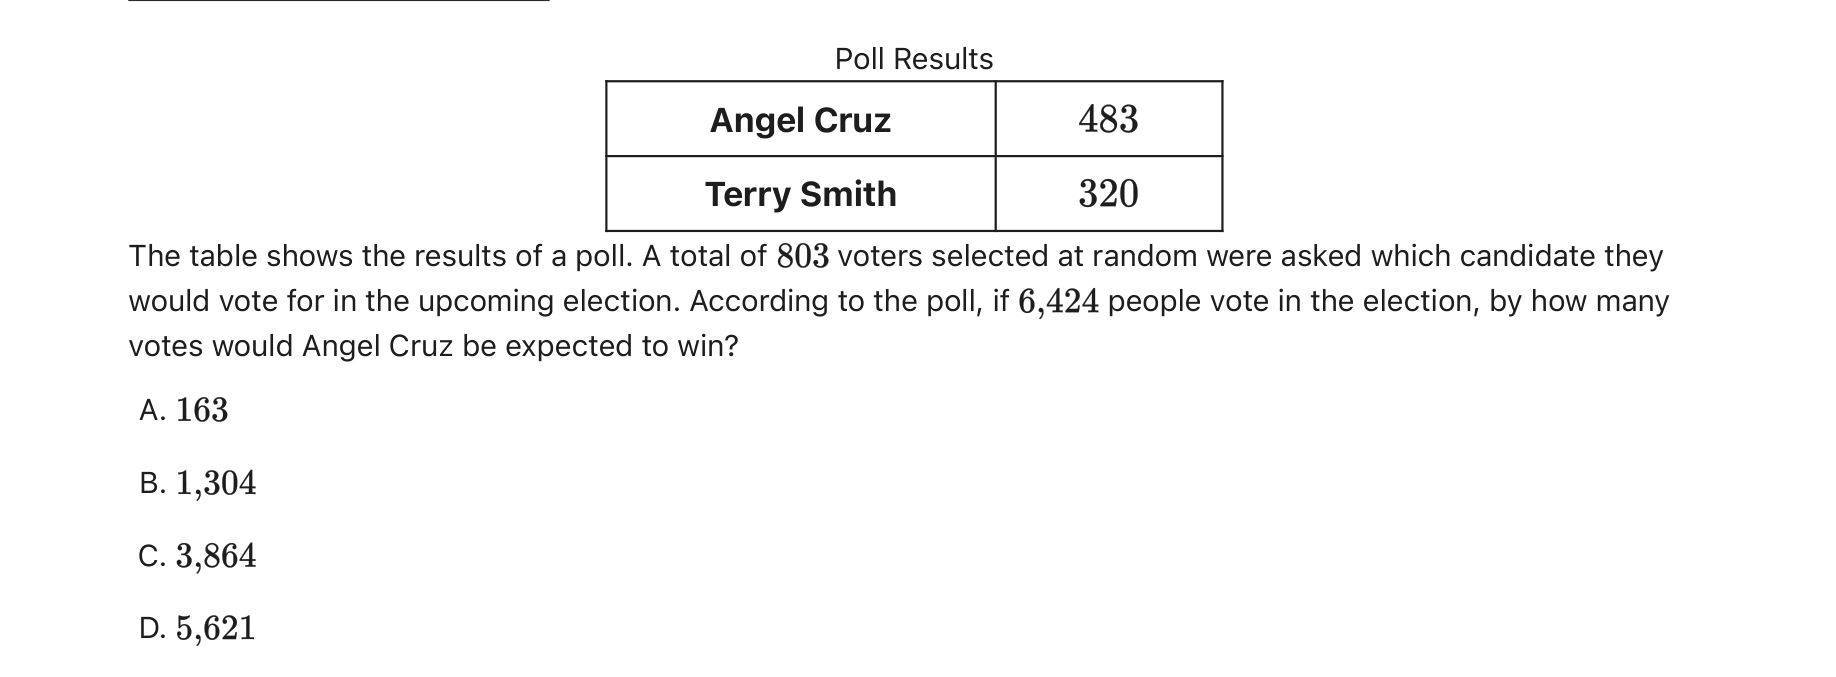 Poll Results
Angel Cruz 483
Terry Smith 320
The table shows the results of a poll. A total of 803 voters selected at random were asked which candidate they
would vote for in the upcoming election. According to the poll, if 6,424 people vote in the election, by how many
votes would Angel Cruz be expected to win?
A. 163
B. 1,304
C. 3,864
D. 5,621